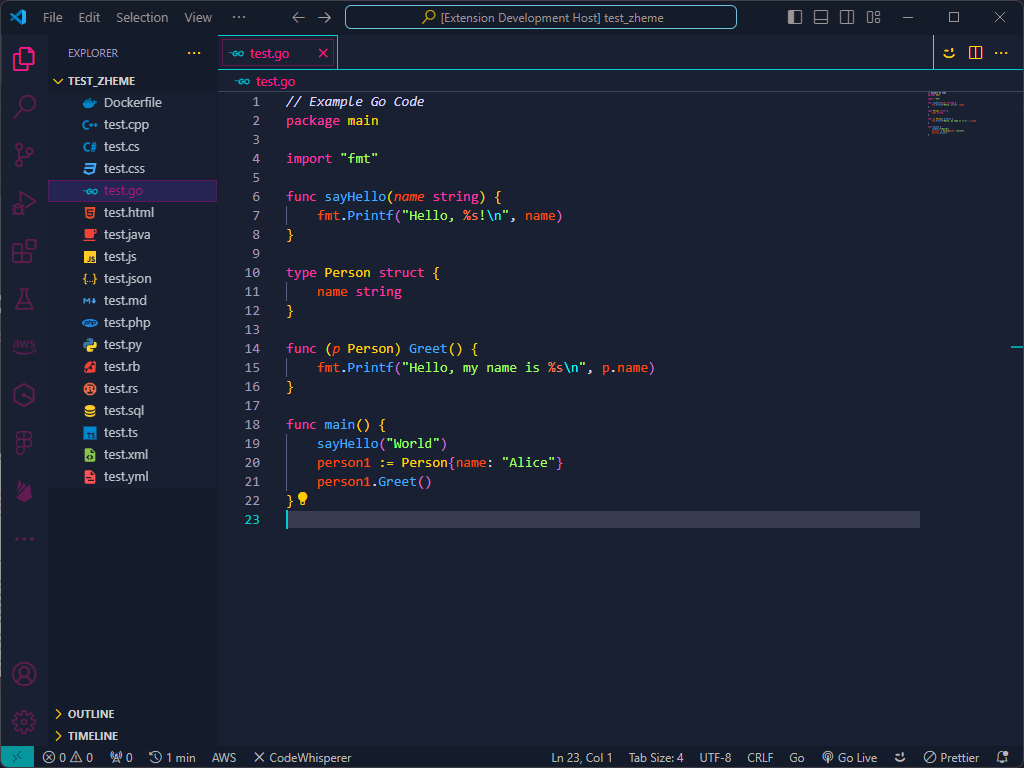 File Edit Selection View ··· [Extension Development Host] test_zheme
EXPLORER ···
TEST_ZHEME
Dockerfile
test.cpp
test.cs
test.css
test.go
test.html
test.java
test.js
test.json
test.md
test.php
test.py
test.rb
test.rs
test.sql
test.ts
test.xml
test.yml
OUTLINE
TIMELINE
aws
test.go
test.go
1 // Example Go Code
2 package main
3
4 import "fmt"
5
6 func sayHello(name string) {
7 fmt.Printf("Hello, %s!\n", name)
8 }
9
10 type Person struct {
11 name string
12 }
13
14 func (p Person) Greet() {
15 fmt.Printf("Hello, my name is %s\n", p.name)
16 }
17
18 func main() {
19 sayHello("World")
20 person1 := Person{name: "Alice"}
21 person1.Greet()
22 }
23
0 0 0 1 min AWS CodeWhisperer Ln 23, Col 1 Tab Size: 4 UTF-8 CRLF Go Go Live Prettier